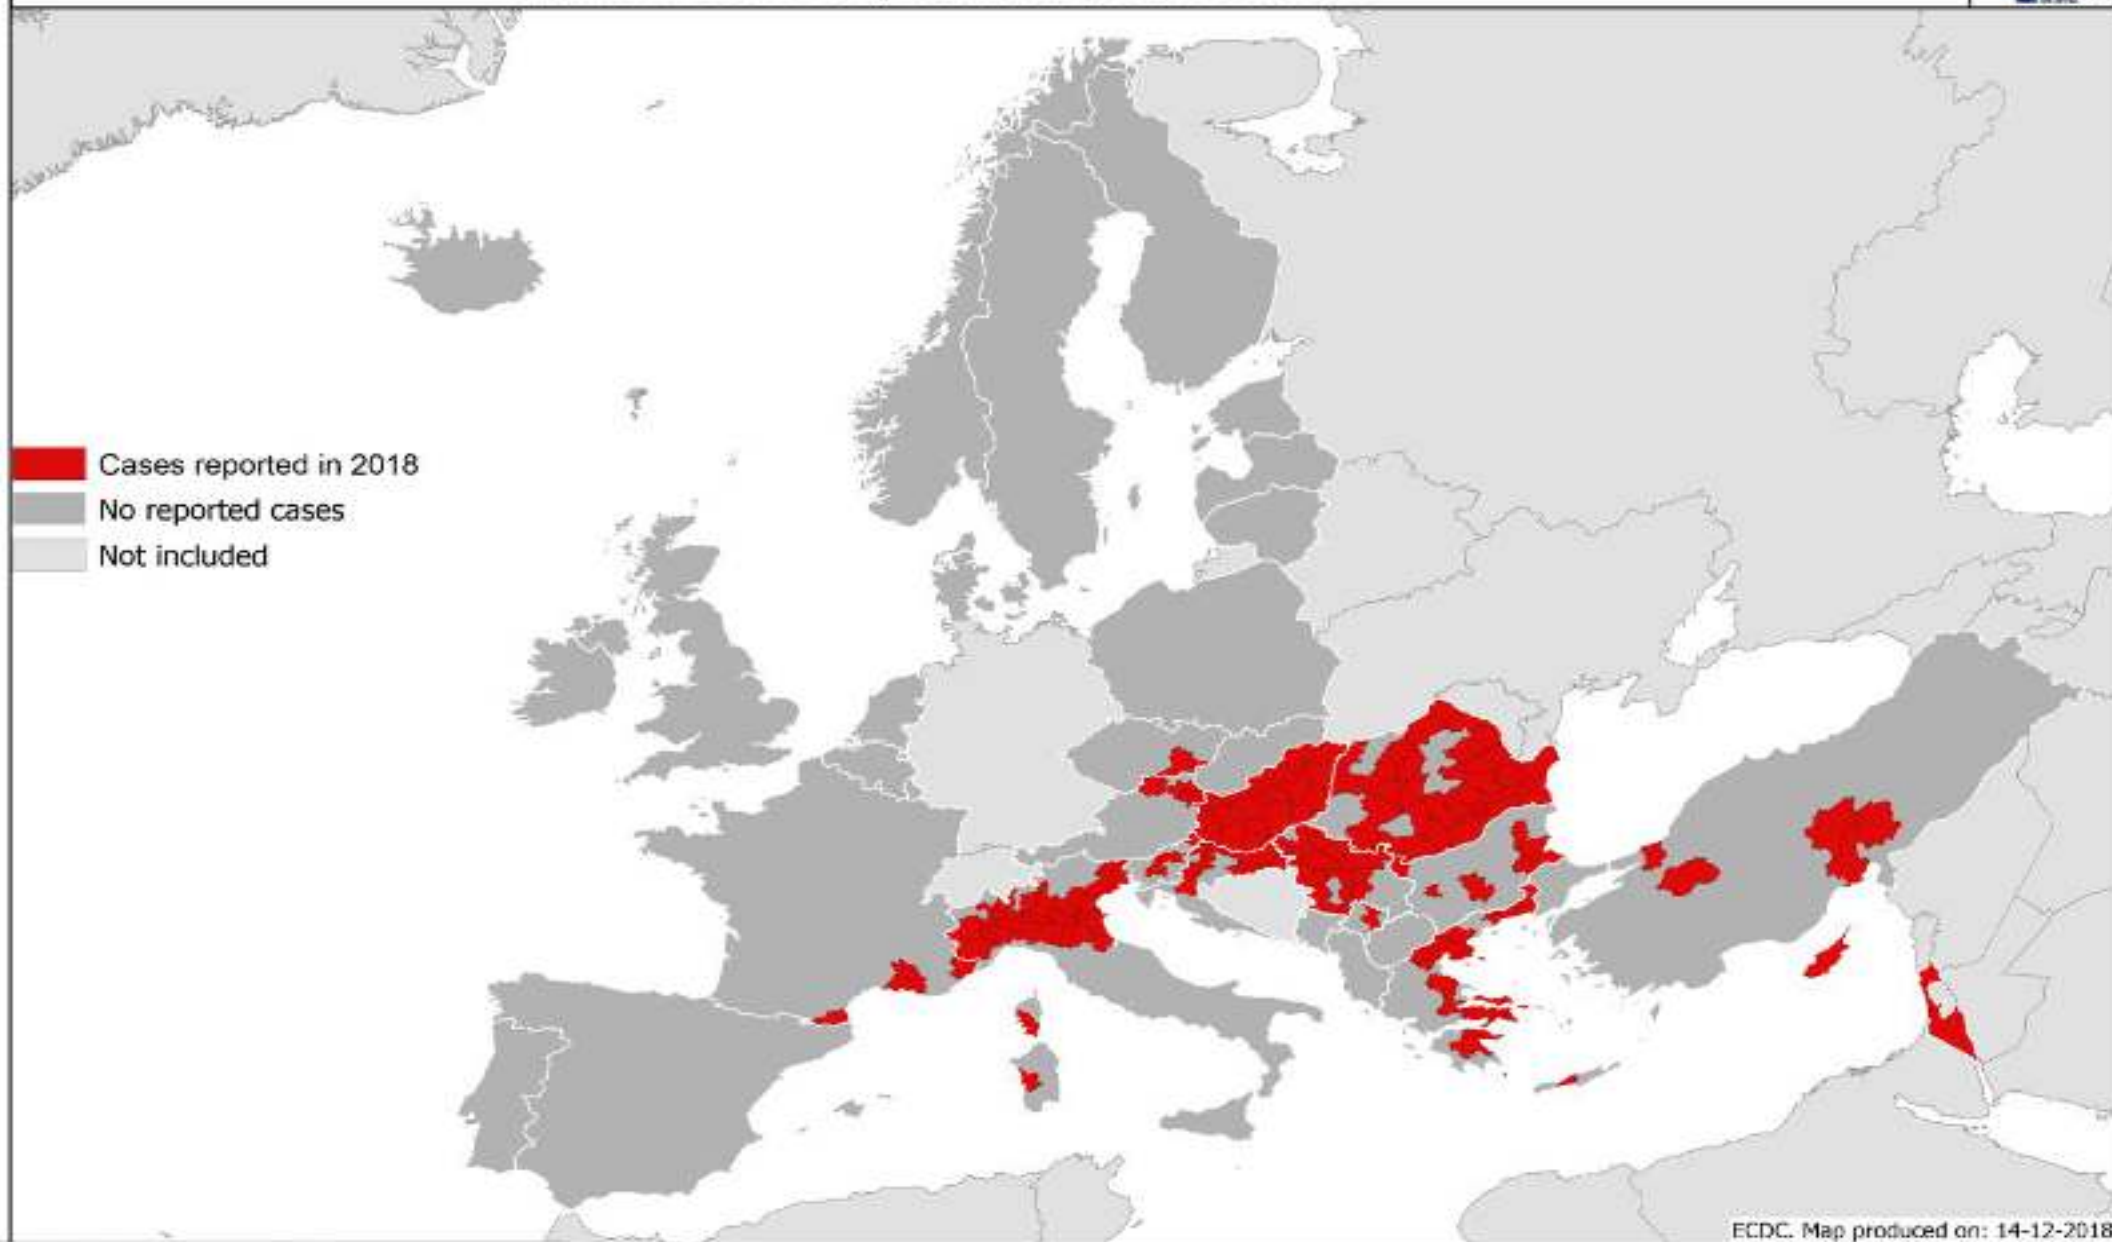 Cases reported in 2018
No reported cases
Not included
ECDC. Map produced on: 14-12-2018